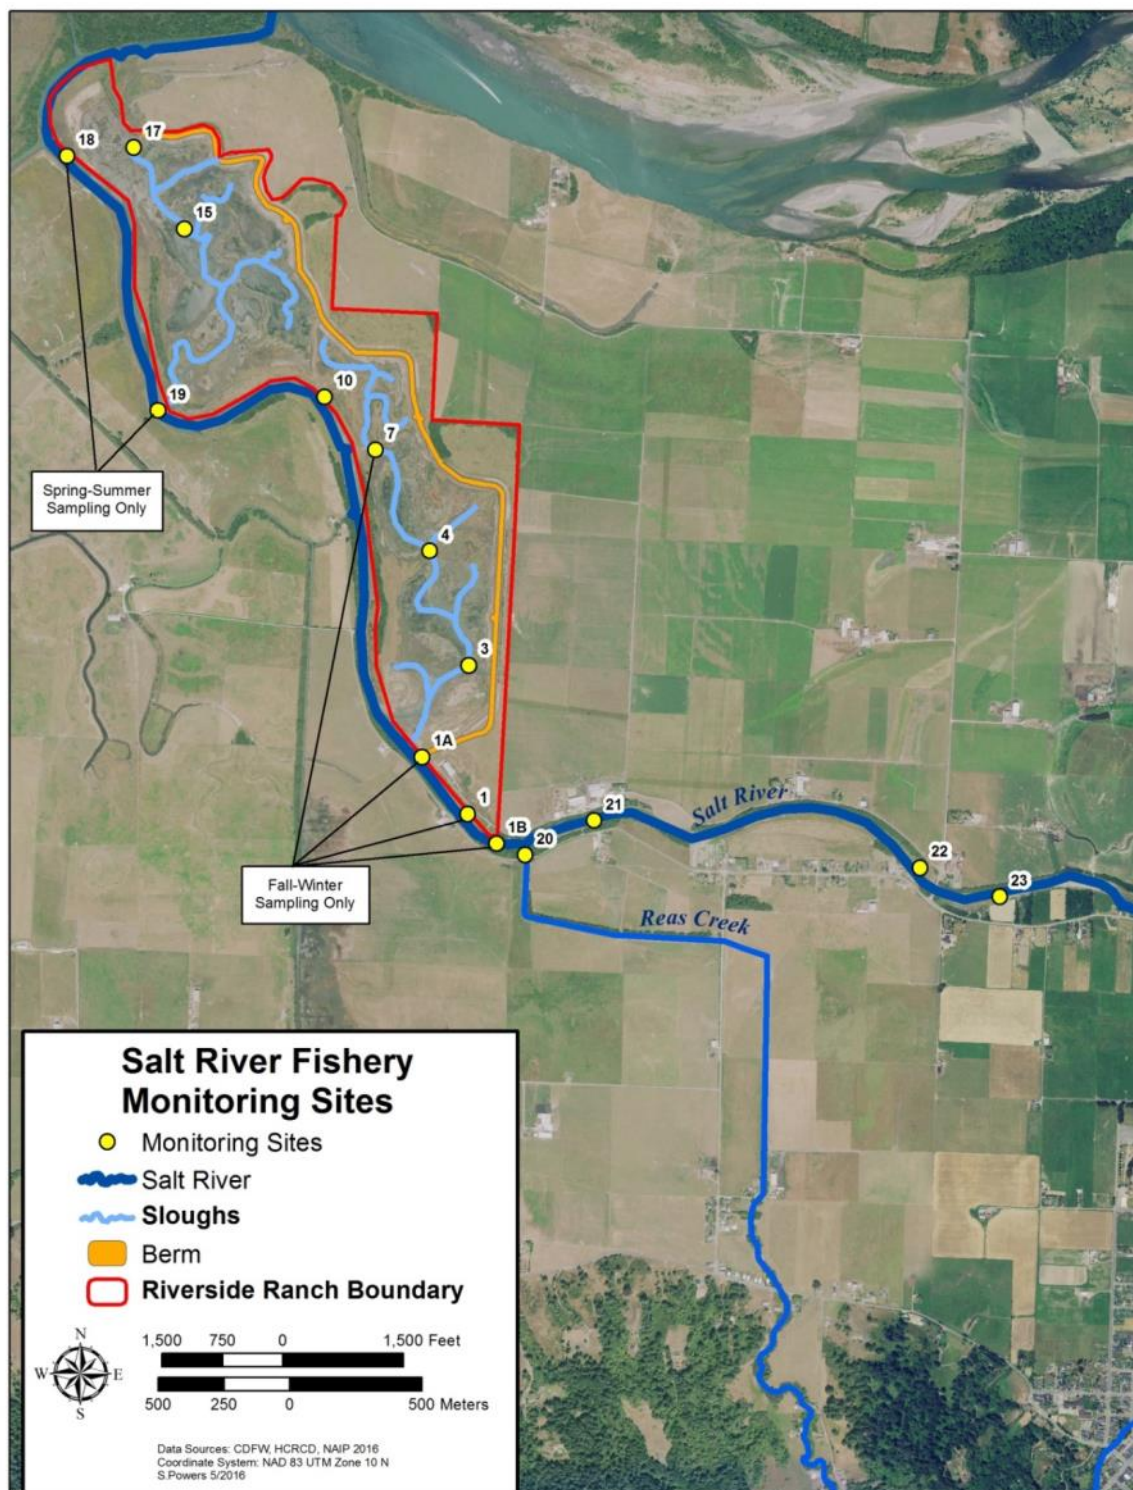 17
18
15
19
10
7
Spring-Summer
Sampling Only
4
3
1A
1
1B
20
21
Salt River
22
23
Fall-Winter
Sampling Only
Reas Creek
Salt River Fishery
Monitoring Sites
Monitoring Sites
Salt River
Sloughs
Berm
Riverside Ranch Boundary
N
W E
S
1,500 750 0 1,500 Feet
500 250 0 500 Meters
Data Sources: CDFW, HCRCD, NAIP 2016
Coordinate System: NAD 83 UTM Zone 10 N
S.Powers 5/2016